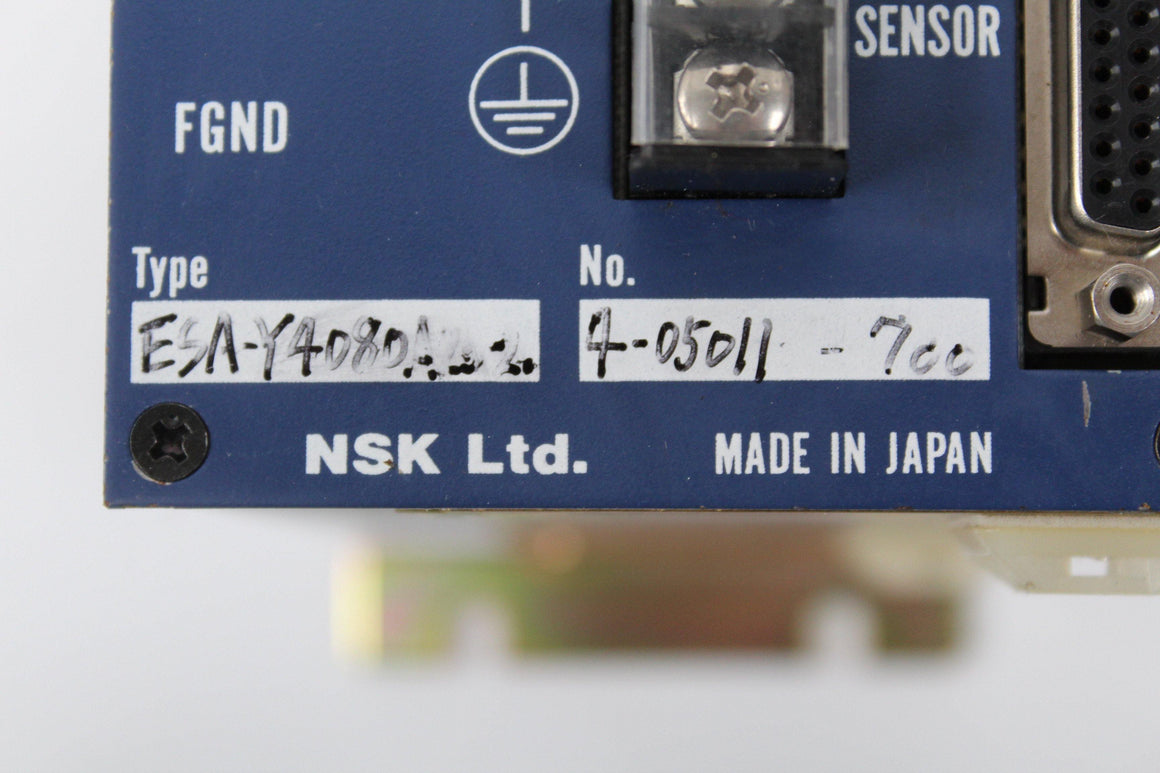 SENSOR
FGND
Type
No.
ESA-Y4080A
4-05011 - 700
NSK Ltd.
MADE IN JAPAN